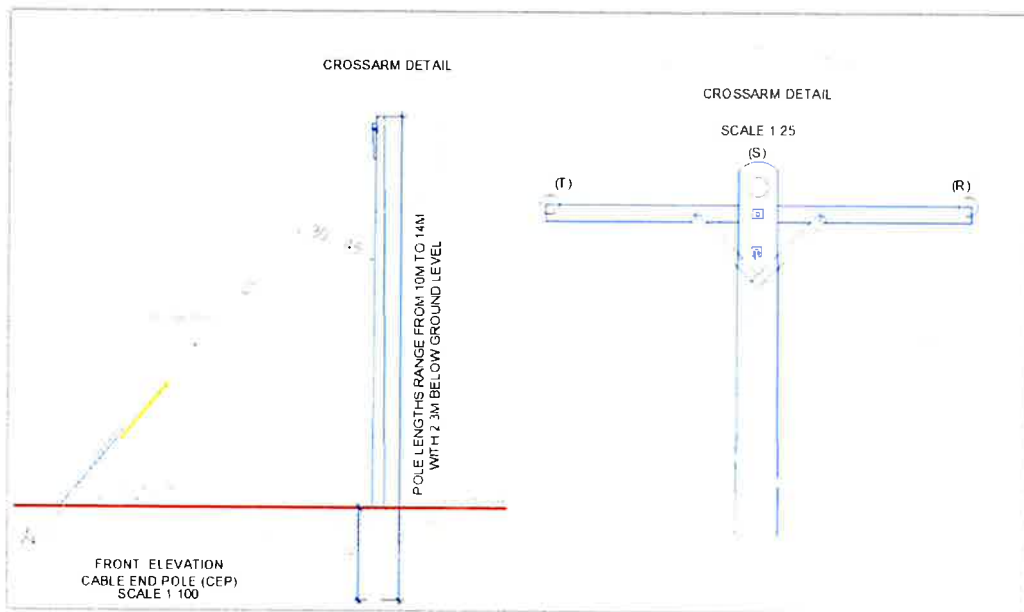 CROSSARM DETAIL
POLE LENGTHS RANGE FROM 10M TO 14M
WITH 2 3M BELOW GROUND LEVEL
FRONT ELEVATION
CABLE END POLE (CEP)
SCALE 1 100
CROSSARM DETAIL
SCALE 1 25
(S)
(T)
(R)